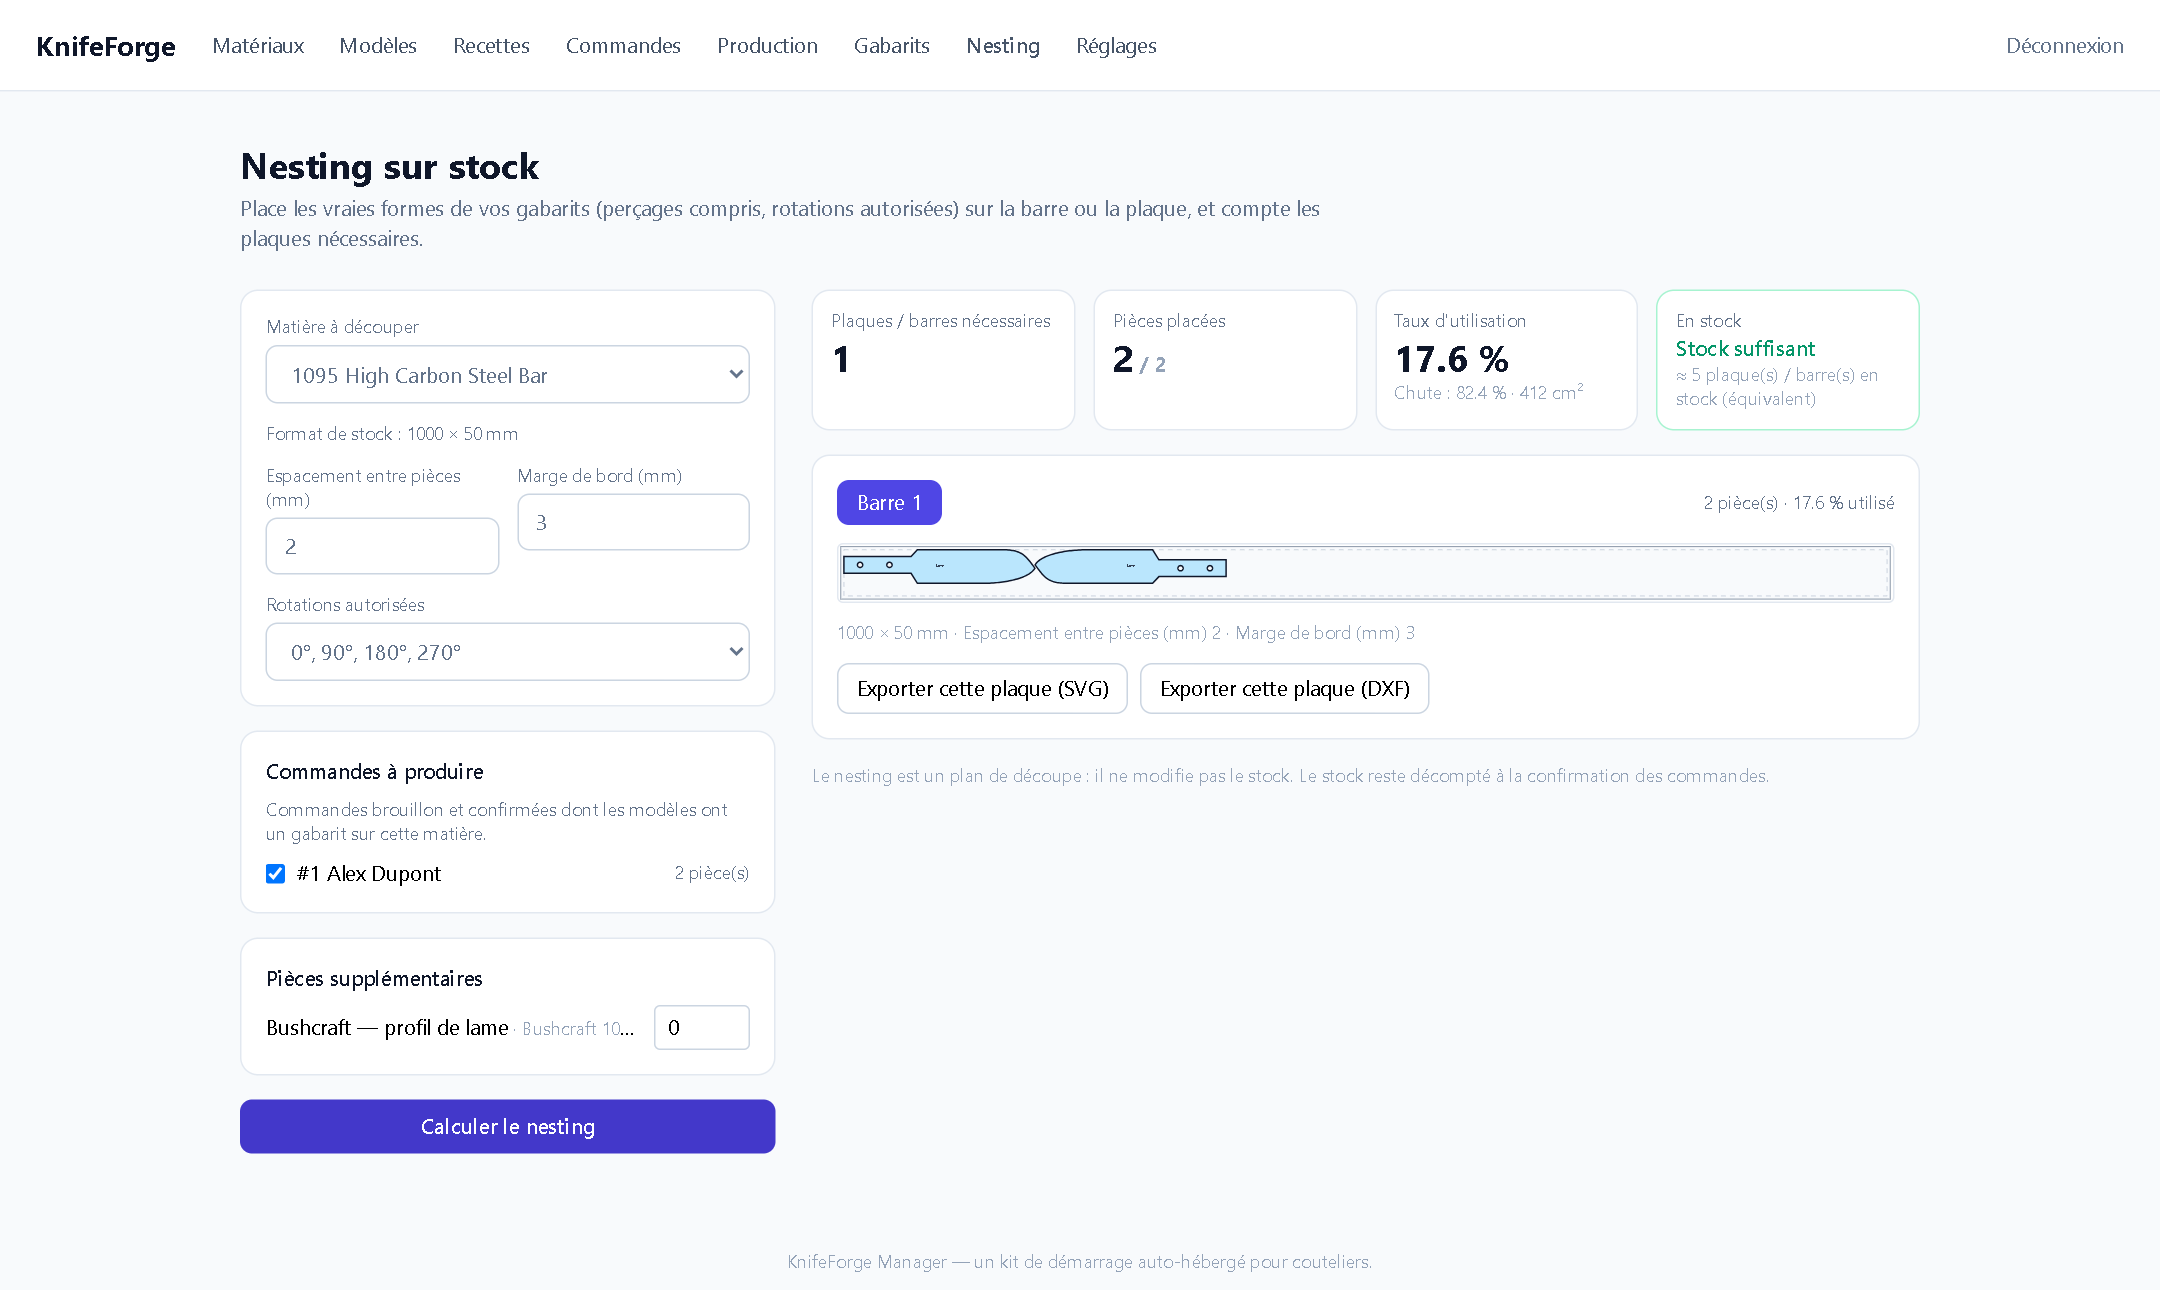 KnifeForge
Matériaux
Modèles
Recettes
Commandes
Production
Gabarits
Nesting
Réglages
Déconnexion
Nesting sur stock
Place les vraies formes de vos gabarits (perçages compris, rotations autorisées) sur la barre ou la plaque, et compte les
plaques nécessaires.
Matière à découper
1095 High Carbon Steel Bar
Format de stock : 1000 × 50 mm
Espacement entre pièces
(mm)
2
Marge de bord (mm)
3
Rotations autorisées
0°, 90°, 180°, 270°
Commandes à produire
Commandes brouillon et confirmées dont les modèles ont
un gabarit sur cette matière.
#1 Alex Dupont
2 pièce(s)
Pièces supplémentaires
Bushcraft — profil de lame · Bushcraft 10...
0
Calculer le nesting
Plaques / barres nécessaires
1
Pièces placées
2 / 2
Taux d'utilisation
17.6 %
Chute : 82.4 % · 412 cm²
En stock
Stock suffisant
≈ 5 plaque(s) / barre(s) en
stock (équivalent)
Barre 1
2 pièce(s) · 17.6 % utilisé
1000 × 50 mm · Espacement entre pièces (mm) 2 · Marge de bord (mm) 3
Exporter cette plaque (SVG)
Exporter cette plaque (DXF)
Le nesting est un plan de découpe : il ne modifie pas le stock. Le stock reste décompté à la confirmation des commandes.
KnifeForge Manager — un kit de démarrage auto-hébergé pour couteliers.